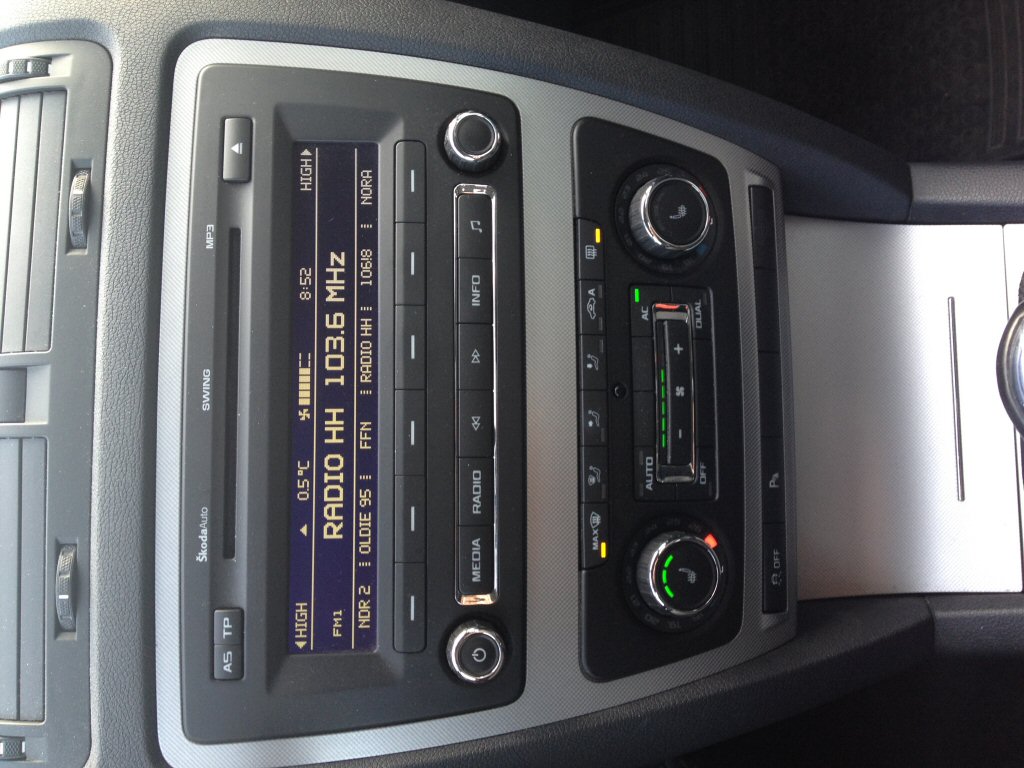 ŠkodaAuto SWING MP3
AS TP
HIGH 0.5°C 8:52 HIGH
FM1 RADIO HH 103.6 MHz
NDR 2 OLDIE 95 FFN RADIO HH 106!8 NORA
MEDIA RADIO INFO
MAX A
AUTO AC
OFF DUAL
OFF P